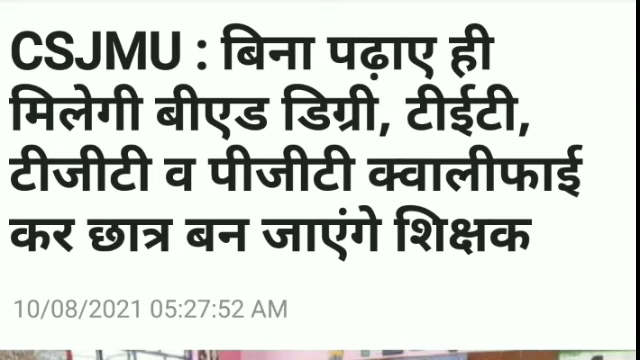 CSJMU : बिना पढ़ाए ही
मिलेगी बीएड डिग्री, टीईटी,
टीजीटी व पीजीटी क्वालीफाई
कर छात्र बन जाएंगे शिक्षक
10/08/2021 05:27:52 AM